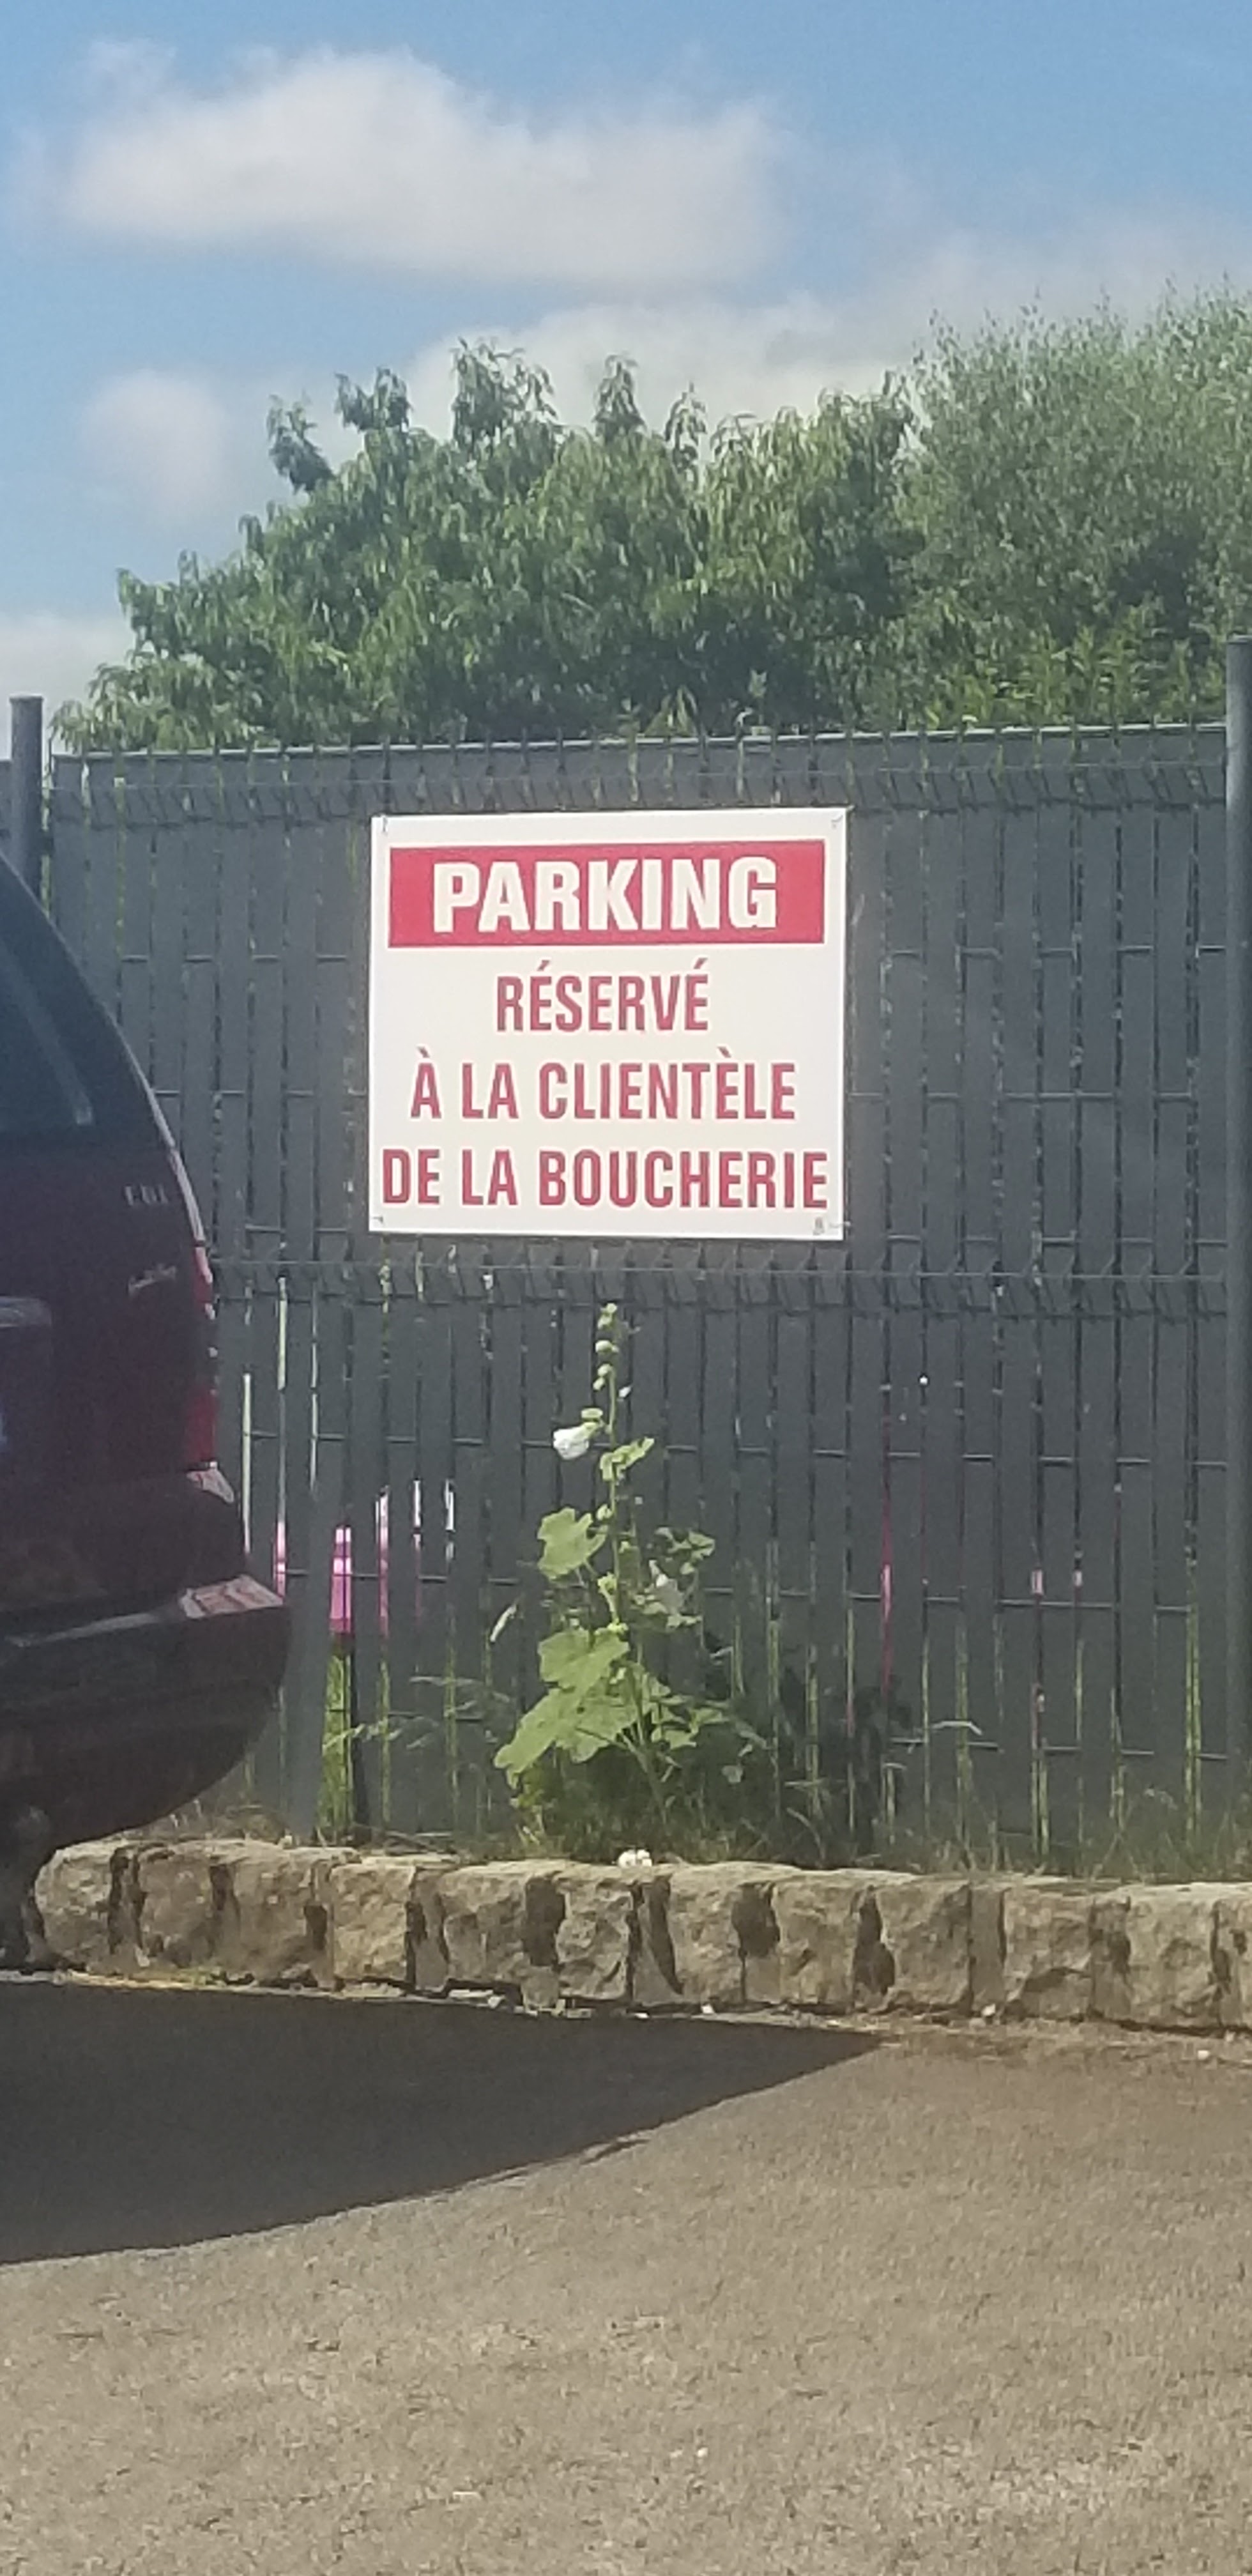 PARKING
RÉSERVÉ
À LA CLIENTÈLE
DE LA BOUCHERIE